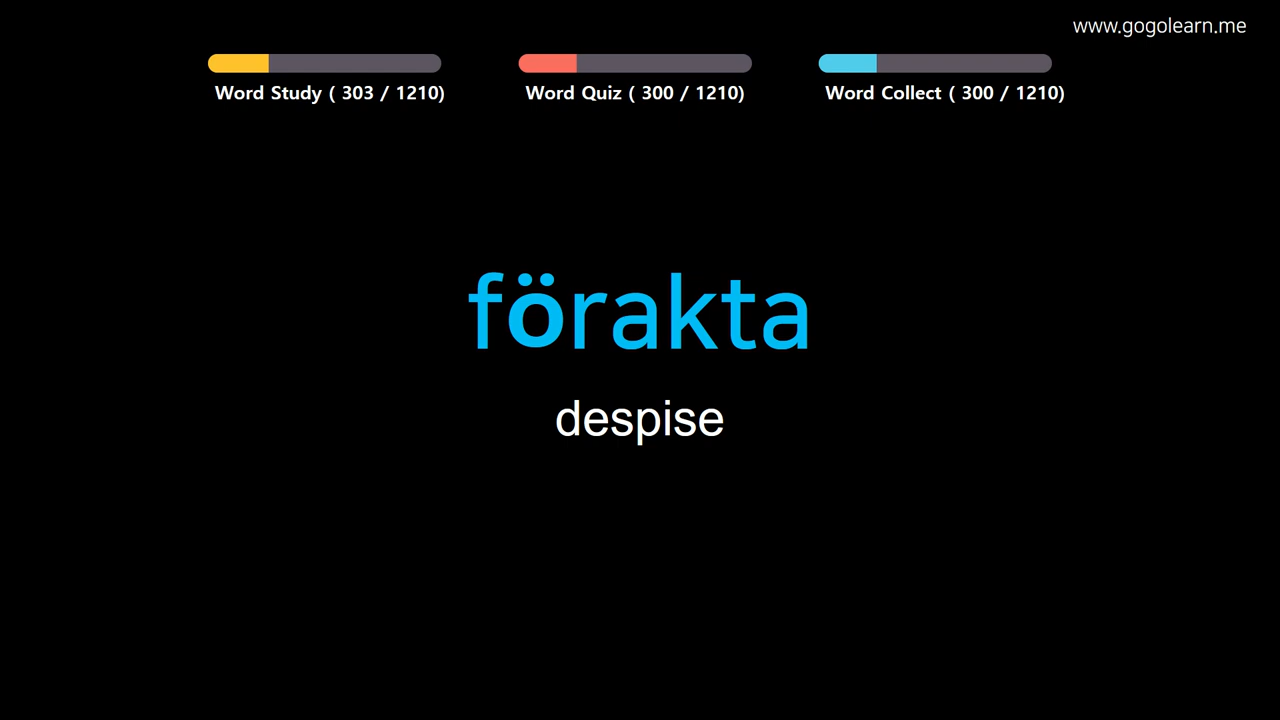 www.gogolearn.me
Word Study ( 303 / 1210) Word Quiz ( 300 / 1210) Word Collect ( 300 / 1210)
förakta
despise